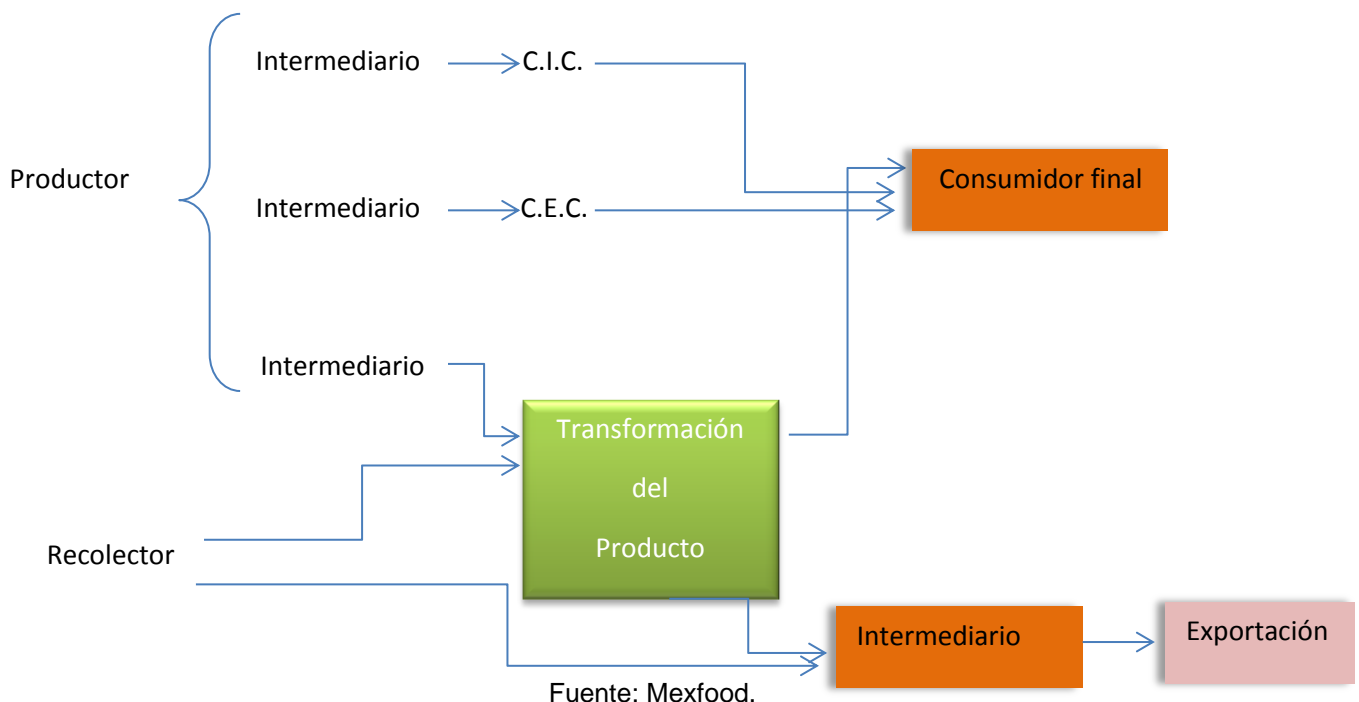 Intermediario
C.I.C.
Productor
Consumidor final
Intermediario
C.E.C.
Intermediario
Transformación
del
Producto
Recolector
Intermediario
Exportación
Fuente: Mexfood.